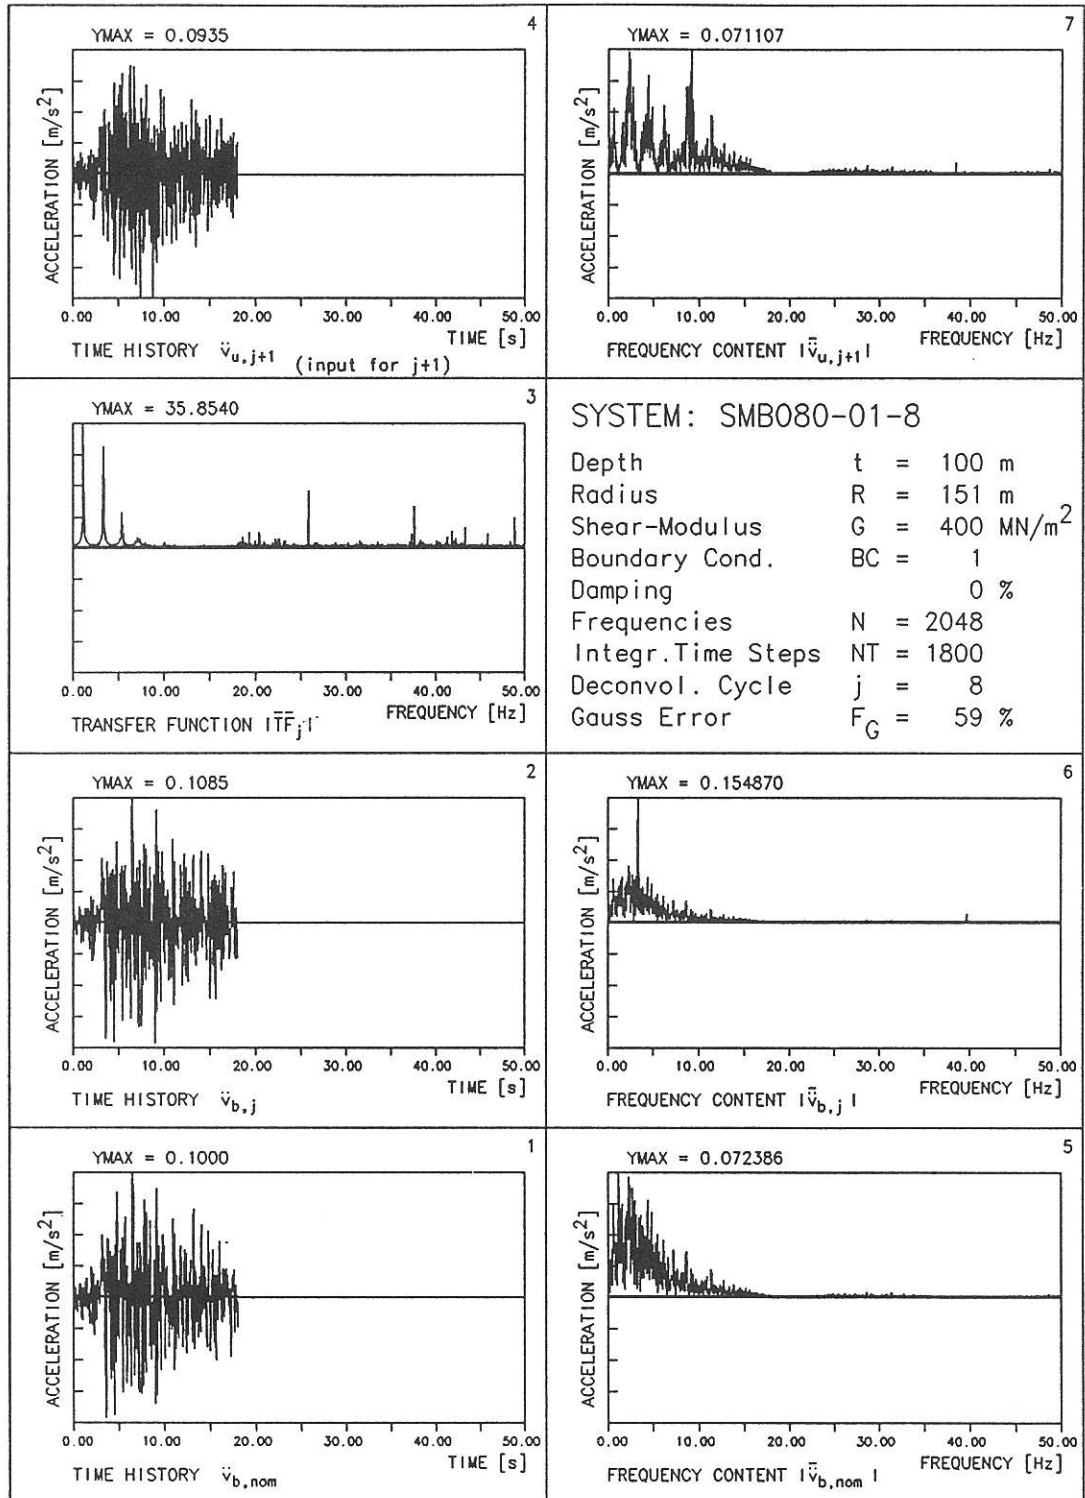 4
YMAX = 0.0935
ACCELERATION [m/s²]
0.00 10.00 20.00 30.00 40.00 50.00
TIME [s]
TIME HISTORY v̈u,j+1 (input for j+1)
7
YMAX = 0.071107
ACCELERATION [m/s²]
0.00 10.00 20.00 30.00 40.00 50.00
FREQUENCY [Hz]
FREQUENCY CONTENT |v̈̄u,j+1|
3
YMAX = 35.8540
0.00 10.00 20.00 30.00 40.00 50.00
FREQUENCY [Hz]
TRANSFER FUNCTION |T̄F̄j|
SYSTEM: SMB080-01-8
Depth t = 100 m
Radius R = 151 m
Shear-Modulus G = 400 MN/m²
Boundary Cond. BC = 1
Damping 0 %
Frequencies N = 2048
Integr.Time Steps NT = 1800
Deconvol. Cycle j = 8
Gauss Error FG = 59 %
2
YMAX = 0.1085
ACCELERATION [m/s²]
0.00 10.00 20.00 30.00 40.00 50.00
TIME [s]
TIME HISTORY v̈b,j
6
YMAX = 0.154870
ACCELERATION [m/s²]
0.00 10.00 20.00 30.00 40.00 50.00
FREQUENCY [Hz]
FREQUENCY CONTENT |v̈̄b,j|
1
YMAX = 0.1000
ACCELERATION [m/s²]
0.00 10.00 20.00 30.00 40.00 50.00
TIME [s]
TIME HISTORY v̈b,nom
5
YMAX = 0.072386
ACCELERATION [m/s²]
0.00 10.00 20.00 30.00 40.00 50.00
FREQUENCY [Hz]
FREQUENCY CONTENT |v̈̄b,nom|